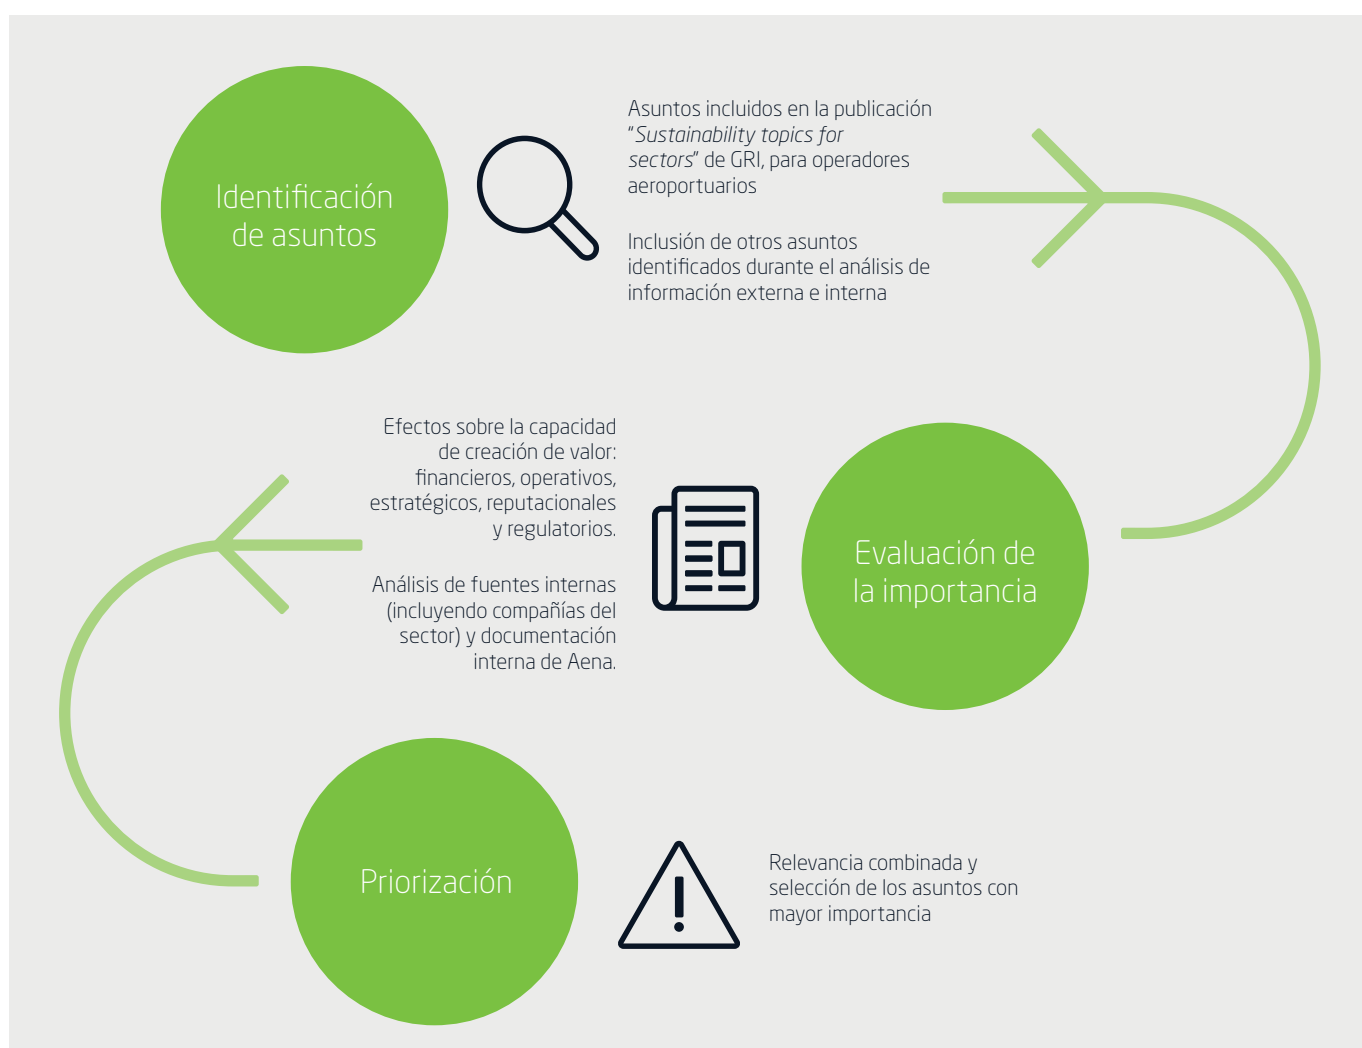 Identificación
de asuntos
Asuntos incluidos en la publicación
"Sustainability topics for
sectors" de GRI, para operadores
aeroportuarios
Inclusión de otros asuntos
identificados durante el análisis de
información externa e interna
Efectos sobre la capacidad
de creación de valor:
financieros, operativos,
estratégicos, reputacionales
y regulatorios.
Análisis de fuentes internas
(incluyendo compañías del
sector) y documentación
interna de Aena.
Evaluación de
la importancia
Priorización
Relevancia combinada y
selección de los asuntos con
mayor importancia